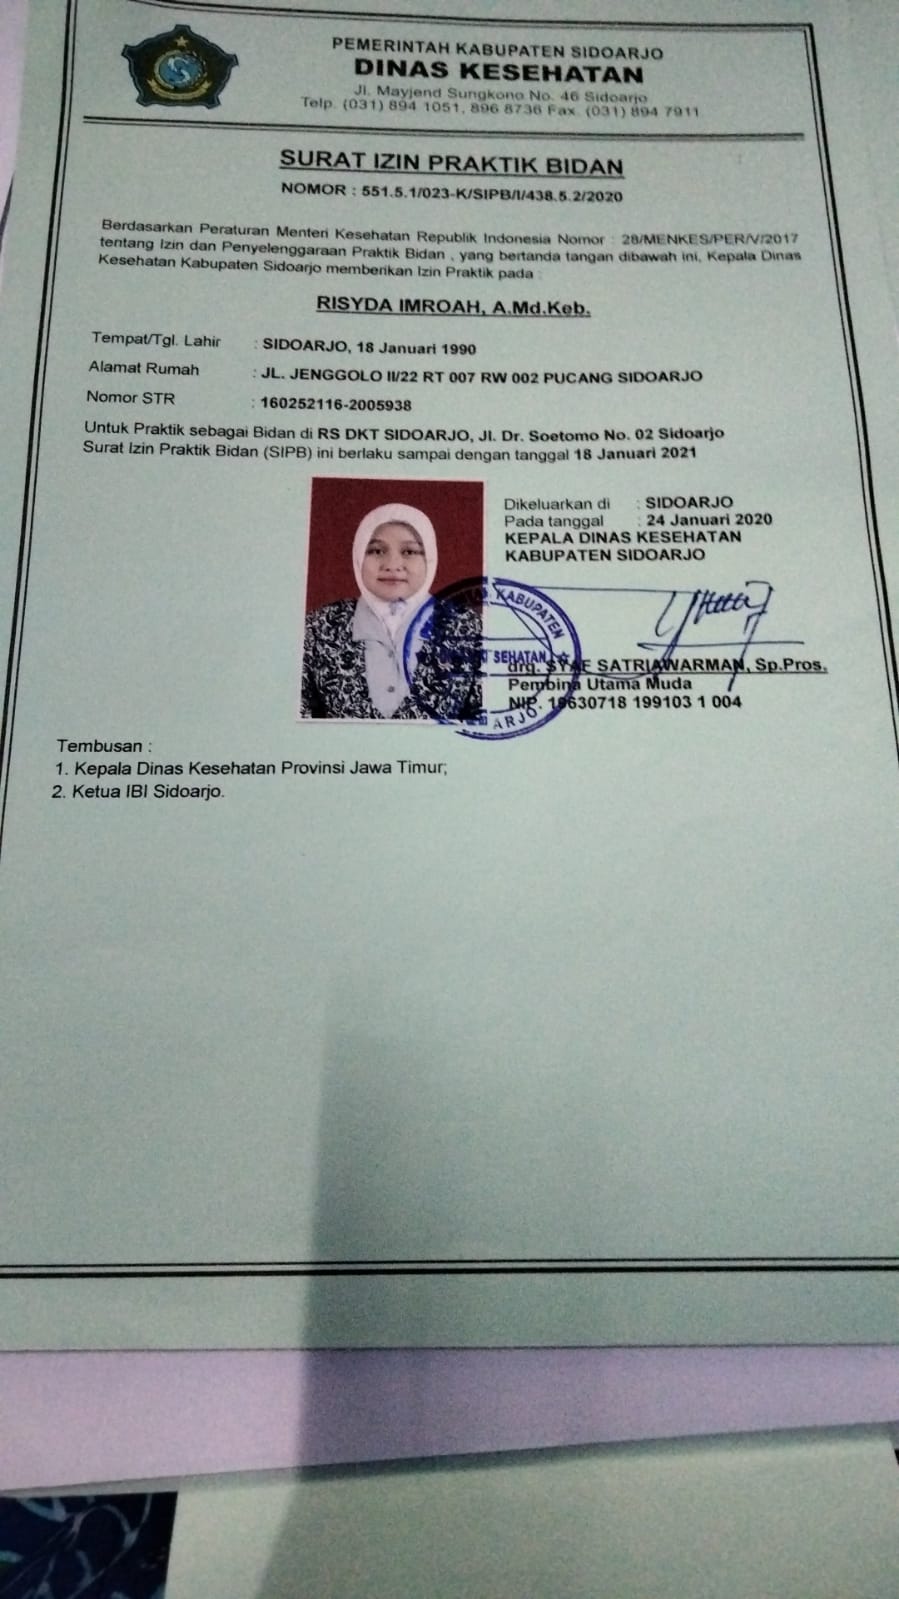 PEMERINTAH KABUPATEN SIDOARJO
DINAS KESEHATAN
Jl. Mayjend Sungkono No. 46 Sidoarjo
Telp. (031) 894 1051, 896 8736 Fax. (031) 894 7911
SURAT IZIN PRAKTIK BIDAN
NOMOR : 551.5.1/023-K/SIPB/I/438.5.2/2020
Berdasarkan Peraturan Menteri Kesehatan Republik Indonesia Nomor : 28/MENKES/PER/V/2017
tentang Izin dan Penyelenggaraan Praktik Bidan , yang bertanda tangan dibawah ini, Kepala Dinas
Kesehatan Kabupaten Sidoarjo memberikan Izin Praktik pada :
RISYDA IMROAH, A.Md.Keb.
Tempat/Tgl. Lahir : SIDOARJO, 18 Januari 1990
Alamat Rumah : JL. JENGGOLO II/22 RT 007 RW 002 PUCANG SIDOARJO
Nomor STR : 160252116-2005938
Untuk Praktik sebagai Bidan di RS DKT SIDOARJO, Jl. Dr. Soetomo No. 02 Sidoarjo
Surat Izin Praktik Bidan (SIPB) ini berlaku sampai dengan tanggal 18 Januari 2021
Dikeluarkan di : SIDOARJO
Pada tanggal : 24 Januari 2020
KEPALA DINAS KESEHATAN
KABUPATEN SIDOARJO
KABUPATEN
SEHATAN
ARJO
drg. SYAF SATRIAWARMAN, Sp.Pros.
Pembina Utama Muda
NIP. 19630718 199103 1 004
Tembusan :
1. Kepala Dinas Kesehatan Provinsi Jawa Timur;
2. Ketua IBI Sidoarjo.